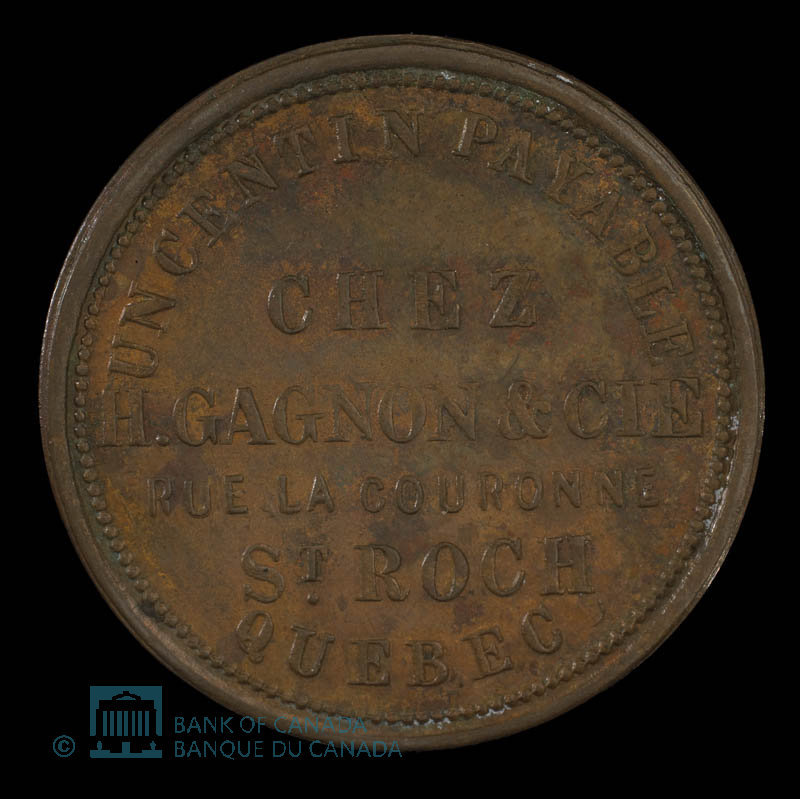 UN CENTIN PAYABLE
CHEZ
H. GAGNON & CIE
RUE LA COURONNE
ST. ROCH
QUEBEC
© BANK OF CANADA
BANQUE DU CANADA